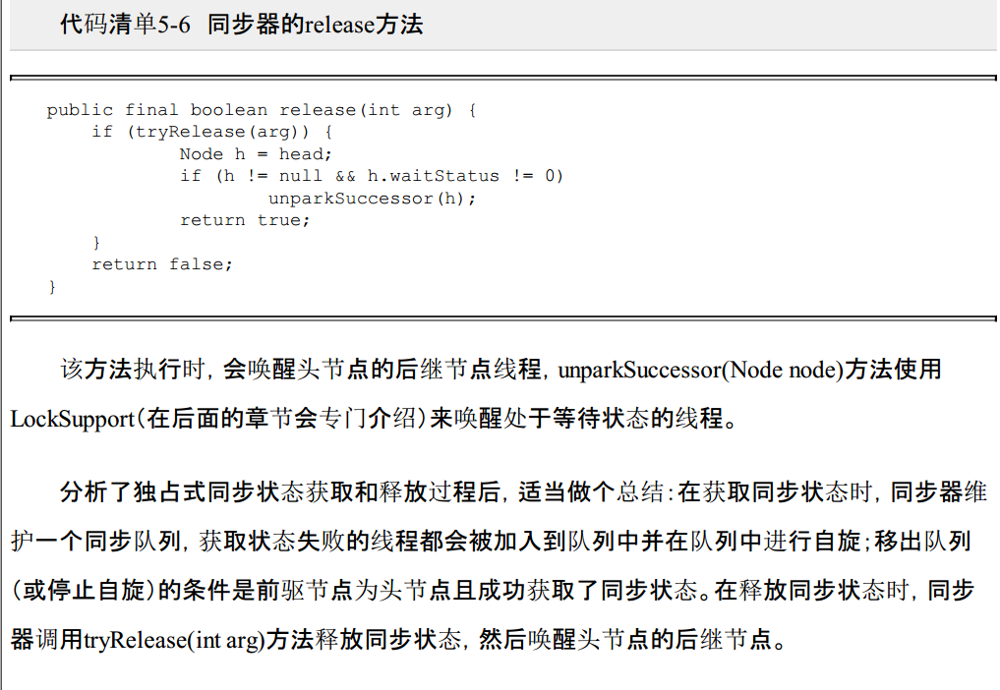 代码清单5-6 同步器的release方法
public final boolean release(int arg) {
    if (tryRelease(arg)) {
            Node h = head;
            if (h != null && h.waitStatus != 0)
                    unparkSuccessor(h);
            return true;
    }
    return false;
}
该方法执行时，会唤醒头节点的后继节点线程，unparkSuccessor(Node node)方法使用
LockSupport（在后面的章节会专门介绍）来唤醒处于等待状态的线程。
分析了独占式同步状态获取和释放过程后，适当做个总结：在获取同步状态时，同步器维
护一个同步队列，获取状态失败的线程都会被加入到队列中并在队列中进行自旋；移出队列
（或停止自旋）的条件是前驱节点为头节点且成功获取了同步状态。在释放同步状态时，同步
器调用tryRelease(int arg)方法释放同步状态，然后唤醒头节点的后继节点。